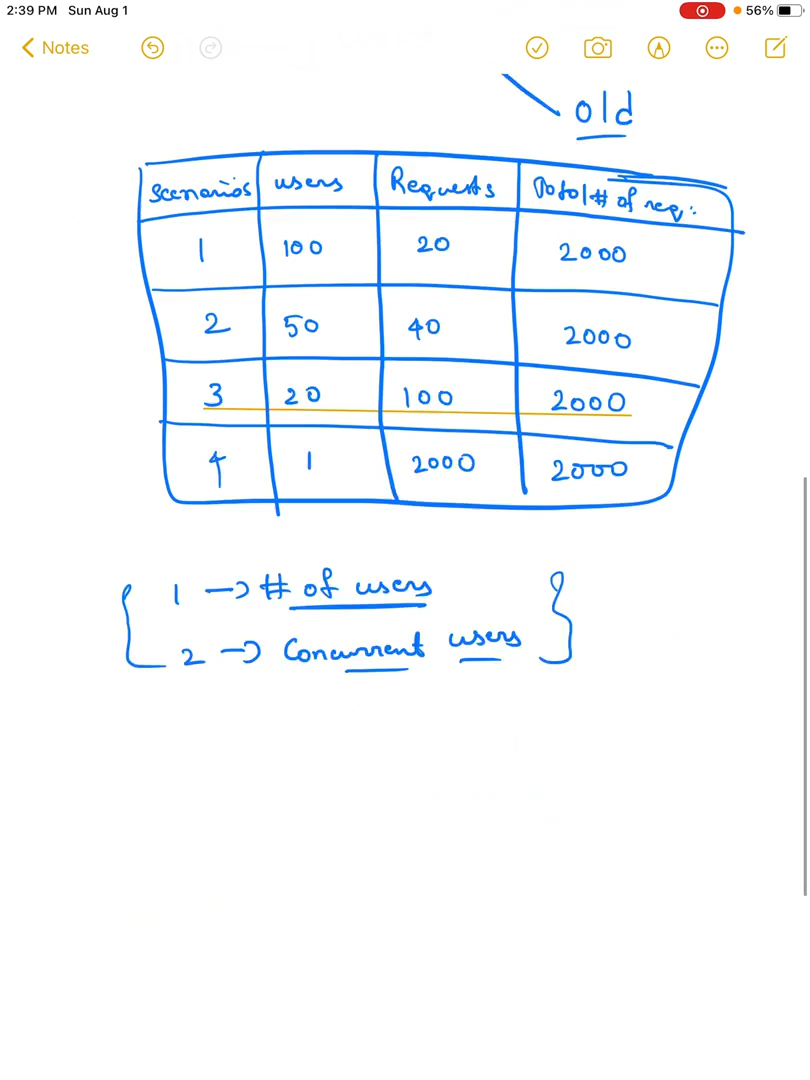 2:39 PM Sun Aug 1 56%
Notes
old
Scenarios users Requests Total # of req.
1 100 20 2000
2 50 40 2000
3 20 100 2000
4 1 2000 2000
1 → # of users
2 → Concurrent users